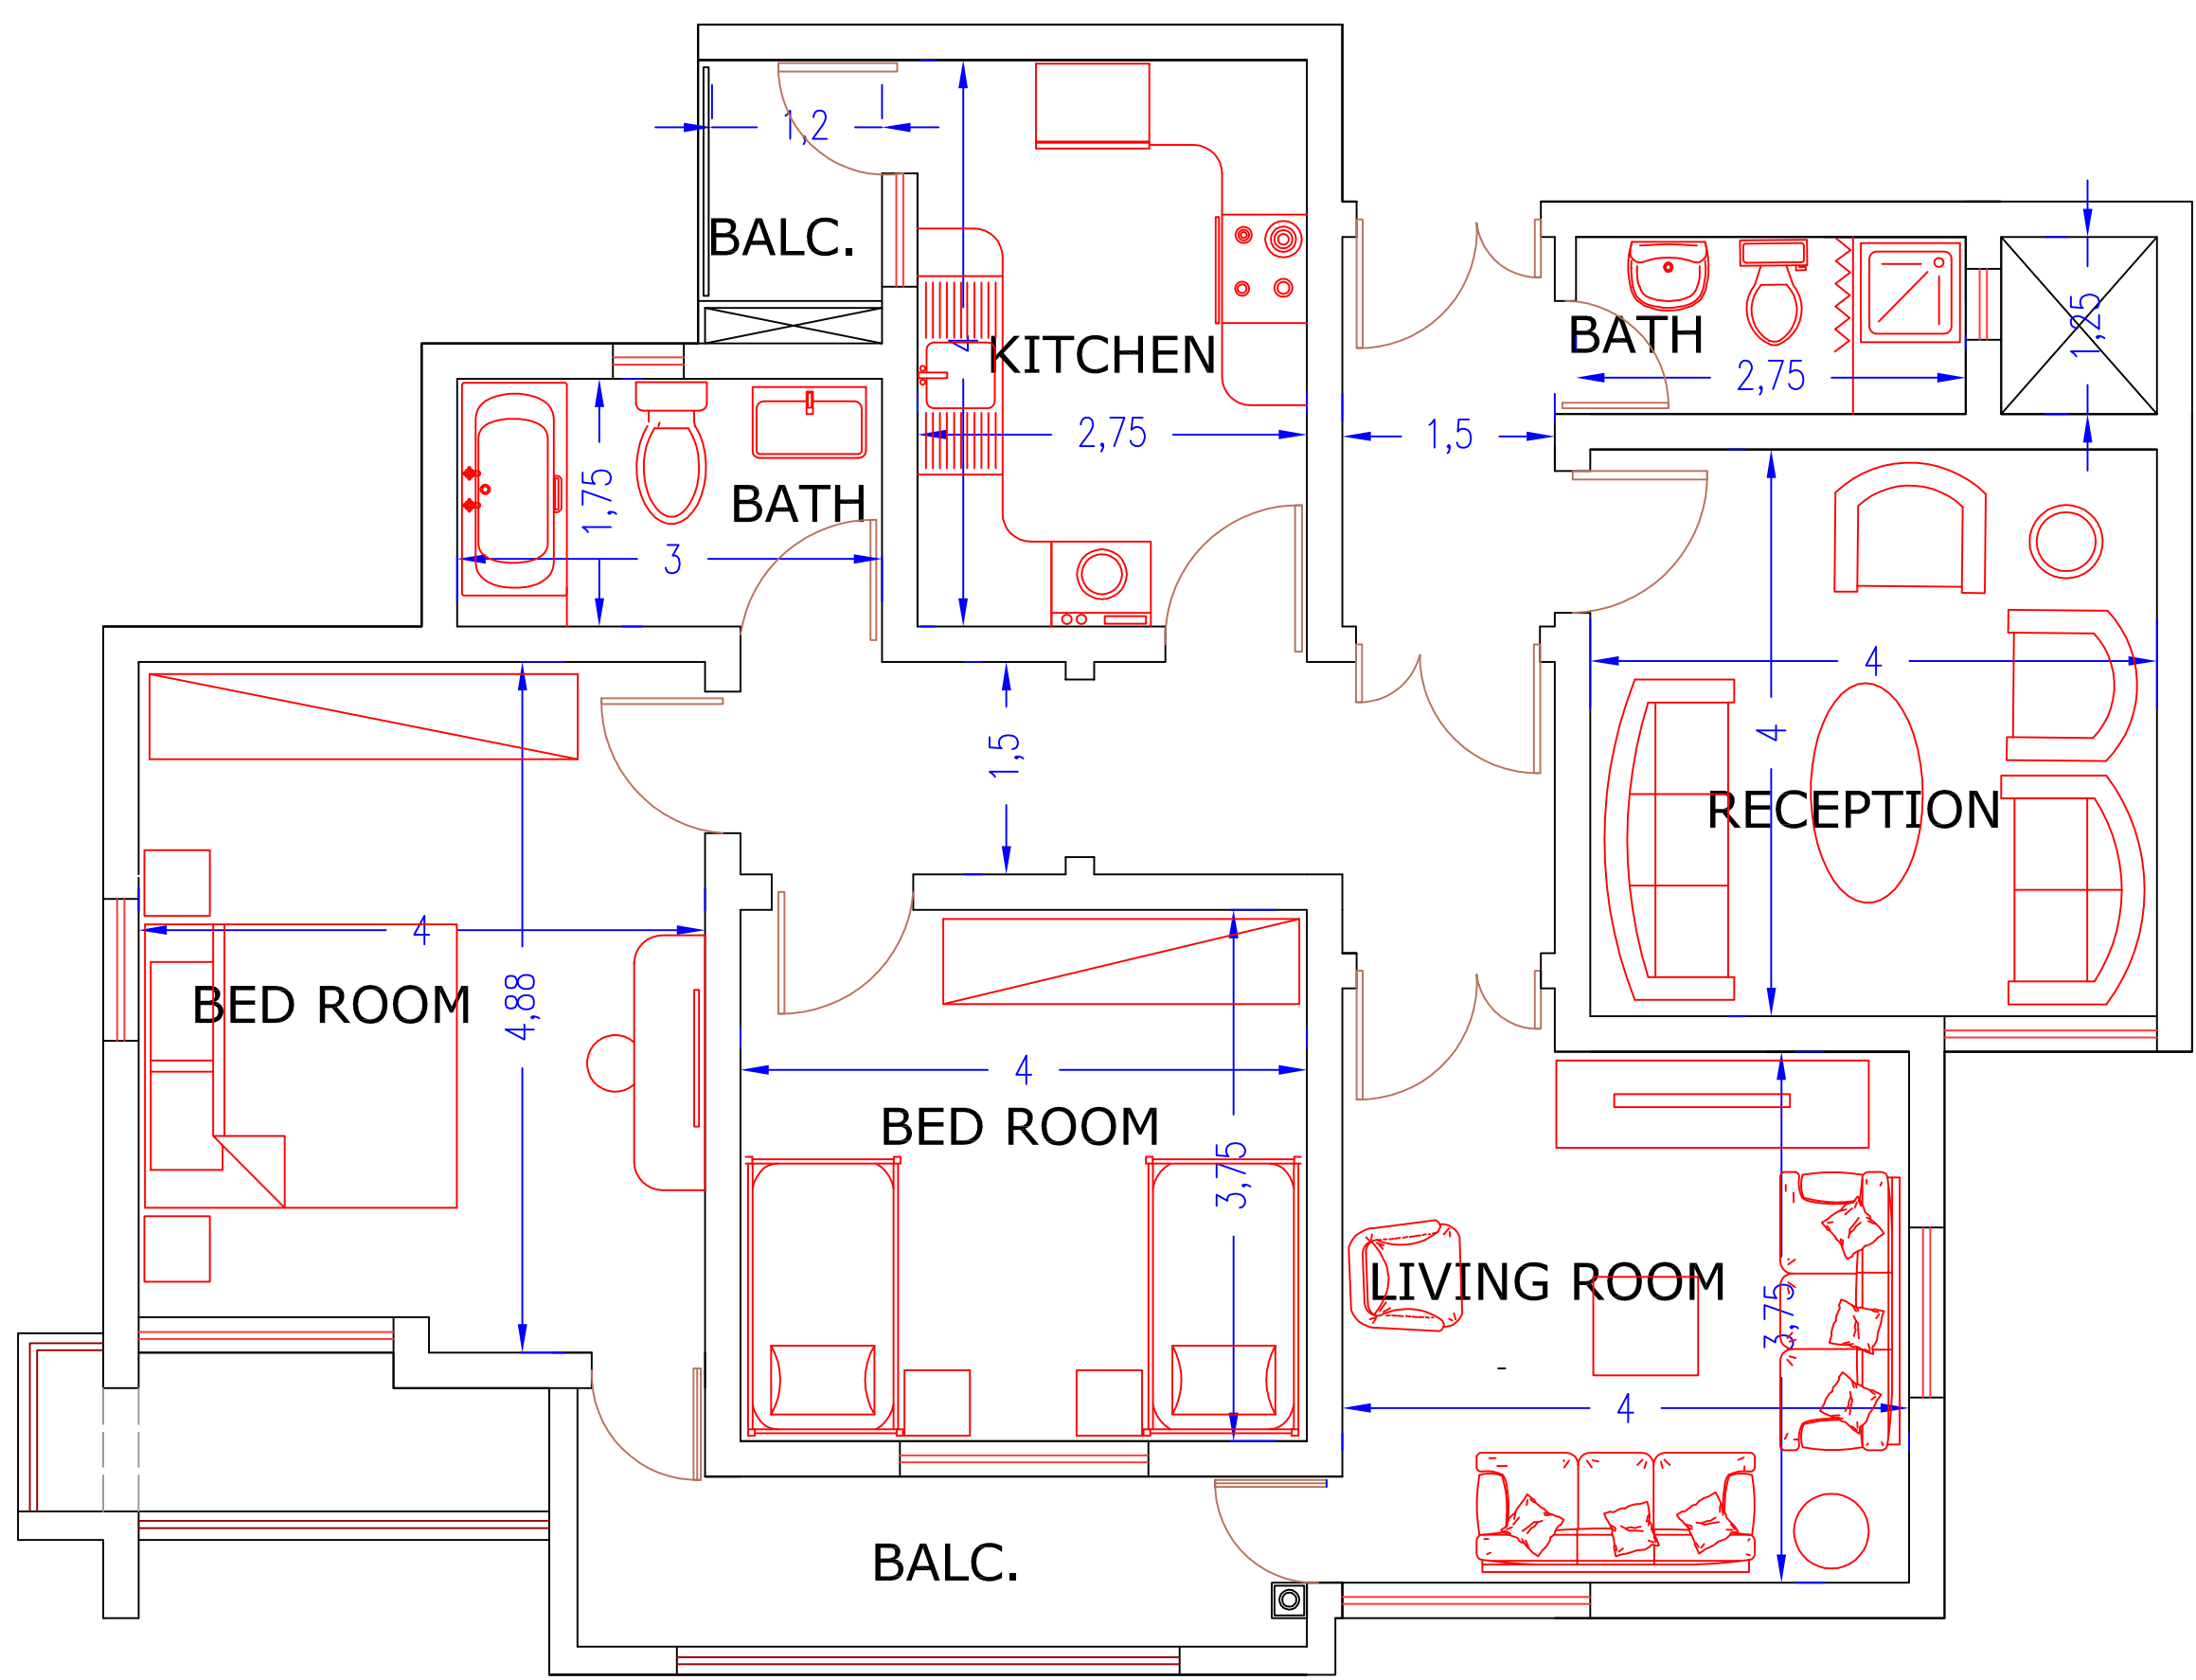 1,2
BALC.
1,25
BATH
4
KITCHEN
2,75
2,75
1,5
1,75
BATH
3
4
4
1,5
RECEPTION
4
4,88
BED ROOM
4
BED ROOM
3,75
LIVING ROOM
3,75
4
BALC.